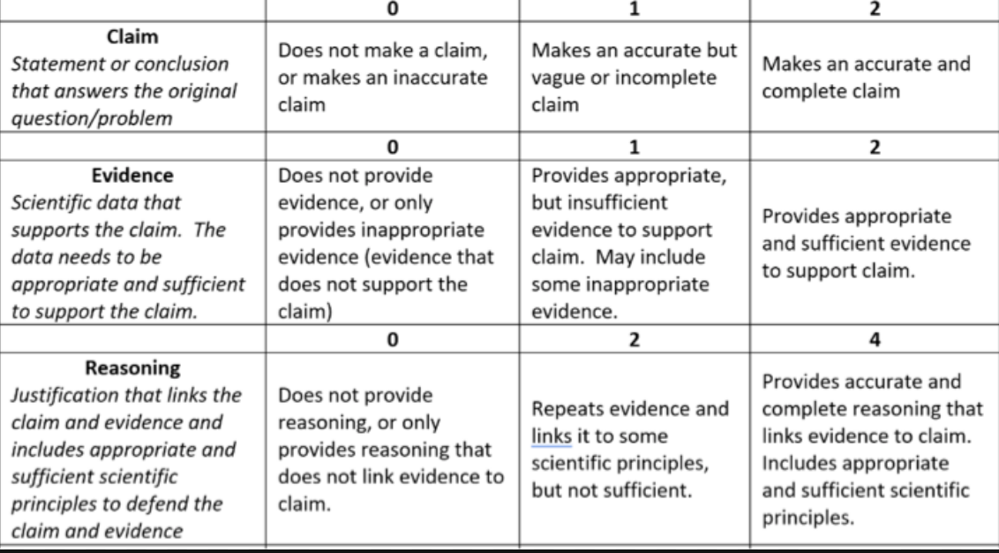 0 1 2
Claim
Statement or conclusion
that answers the original
question/problem
Does not make a claim,
or makes an inaccurate
claim
Makes an accurate but
vague or incomplete
claim
Makes an accurate and
complete claim
0 1 2
Evidence
Scientific data that
supports the claim.  The
data needs to be
appropriate and sufficient
to support the claim.
Does not provide
evidence, or only
provides inappropriate
evidence (evidence that
does not support the
claim)
Provides appropriate,
but insufficient
evidence to support
claim.  May include
some inappropriate
evidence.
Provides appropriate
and sufficient evidence
to support claim.
0 2 4
Reasoning
Justification that links the
claim and evidence and
includes appropriate and
sufficient scientific
principles to defend the
claim and evidence
Does not provide
reasoning, or only
provides reasoning that
does not link evidence to
claim.
Repeats evidence and
links it to some
scientific principles,
but not sufficient.
Provides accurate and
complete reasoning that
links evidence to claim.
Includes appropriate
and sufficient scientific
principles.